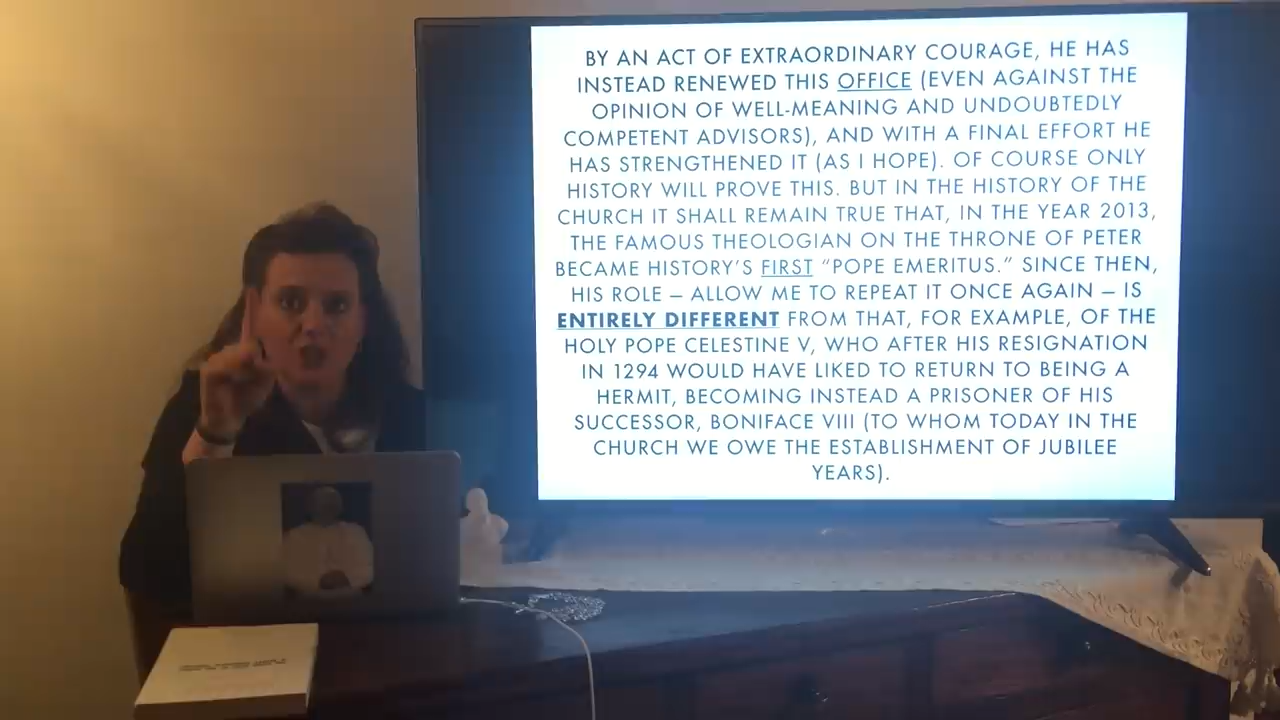 BY AN ACT OF EXTRAORDINARY COURAGE, HE HAS
INSTEAD RENEWED THIS OFFICE (EVEN AGAINST THE
OPINION OF WELL-MEANING AND UNDOUBTEDLY
COMPETENT ADVISORS), AND WITH A FINAL EFFORT HE
HAS STRENGTHENED IT (AS I HOPE). OF COURSE ONLY
HISTORY WILL PROVE THIS. BUT IN THE HISTORY OF THE
CHURCH IT SHALL REMAIN TRUE THAT, IN THE YEAR 2013,
THE FAMOUS THEOLOGIAN ON THE THRONE OF PETER
BECAME HISTORY'S FIRST “POPE EMERITUS.” SINCE THEN,
HIS ROLE – ALLOW ME TO REPEAT IT ONCE AGAIN – IS
ENTIRELY DIFFERENT FROM THAT, FOR EXAMPLE, OF THE
HOLY POPE CELESTINE V, WHO AFTER HIS RESIGNATION
IN 1294 WOULD HAVE LIKED TO RETURN TO BEING A
HERMIT, BECOMING INSTEAD A PRISONER OF HIS
SUCCESSOR, BONIFACE VIII (TO WHOM TODAY IN THE
CHURCH WE OWE THE ESTABLISHMENT OF JUBILEE
YEARS).